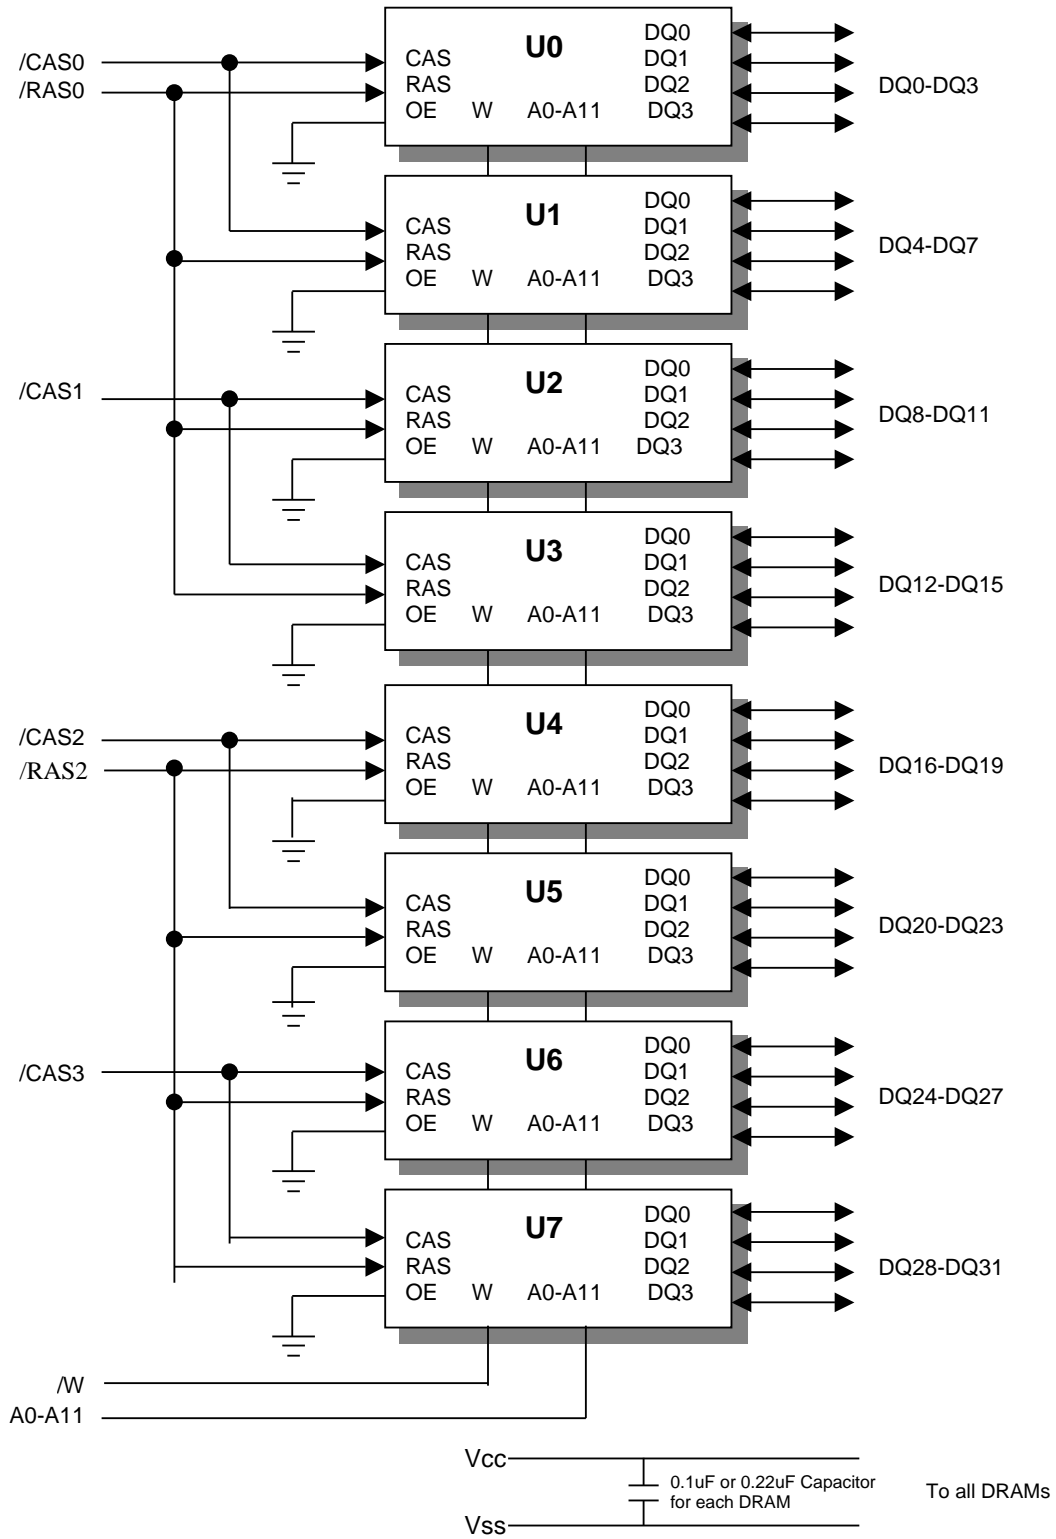 U0
DQ0
/CAS0
CAS
DQ1
/RAS0
RAS
DQ2
DQ0-DQ3
OE W A0-A11 DQ3
U1
DQ0
CAS
DQ1
RAS
DQ2
DQ4-DQ7
OE W A0-A11 DQ3
U2
DQ0
/CAS1
CAS
DQ1
RAS
DQ2
DQ8-DQ11
OE W A0-A11 DQ3
U3
DQ0
CAS
DQ1
RAS
DQ2
DQ12-DQ15
OE W A0-A11 DQ3
U4
DQ0
/CAS2
CAS
DQ1
/RAS2
RAS
DQ2
DQ16-DQ19
OE W A0-A11 DQ3
U5
DQ0
CAS
DQ1
RAS
DQ2
DQ20-DQ23
OE W A0-A11 DQ3
U6
DQ0
/CAS3
CAS
DQ1
RAS
DQ2
DQ24-DQ27
OE W A0-A11 DQ3
U7
DQ0
CAS
DQ1
RAS
DQ2
DQ28-DQ31
OE W A0-A11 DQ3
/W
A0-A11
Vcc
0.1uF or 0.22uF Capacitor
for each DRAM
To all DRAMs
Vss